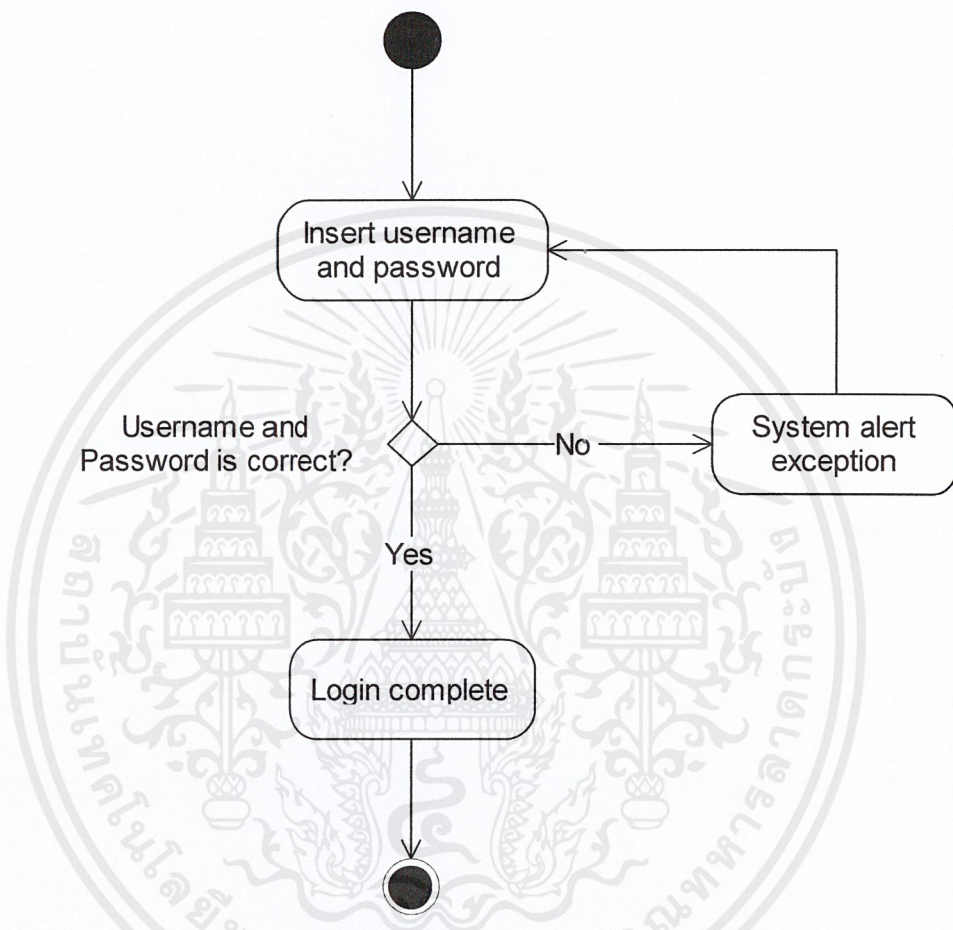 Insert username
and password
Username and
Password is correct?
No
System alert
exception
Yes
Login complete